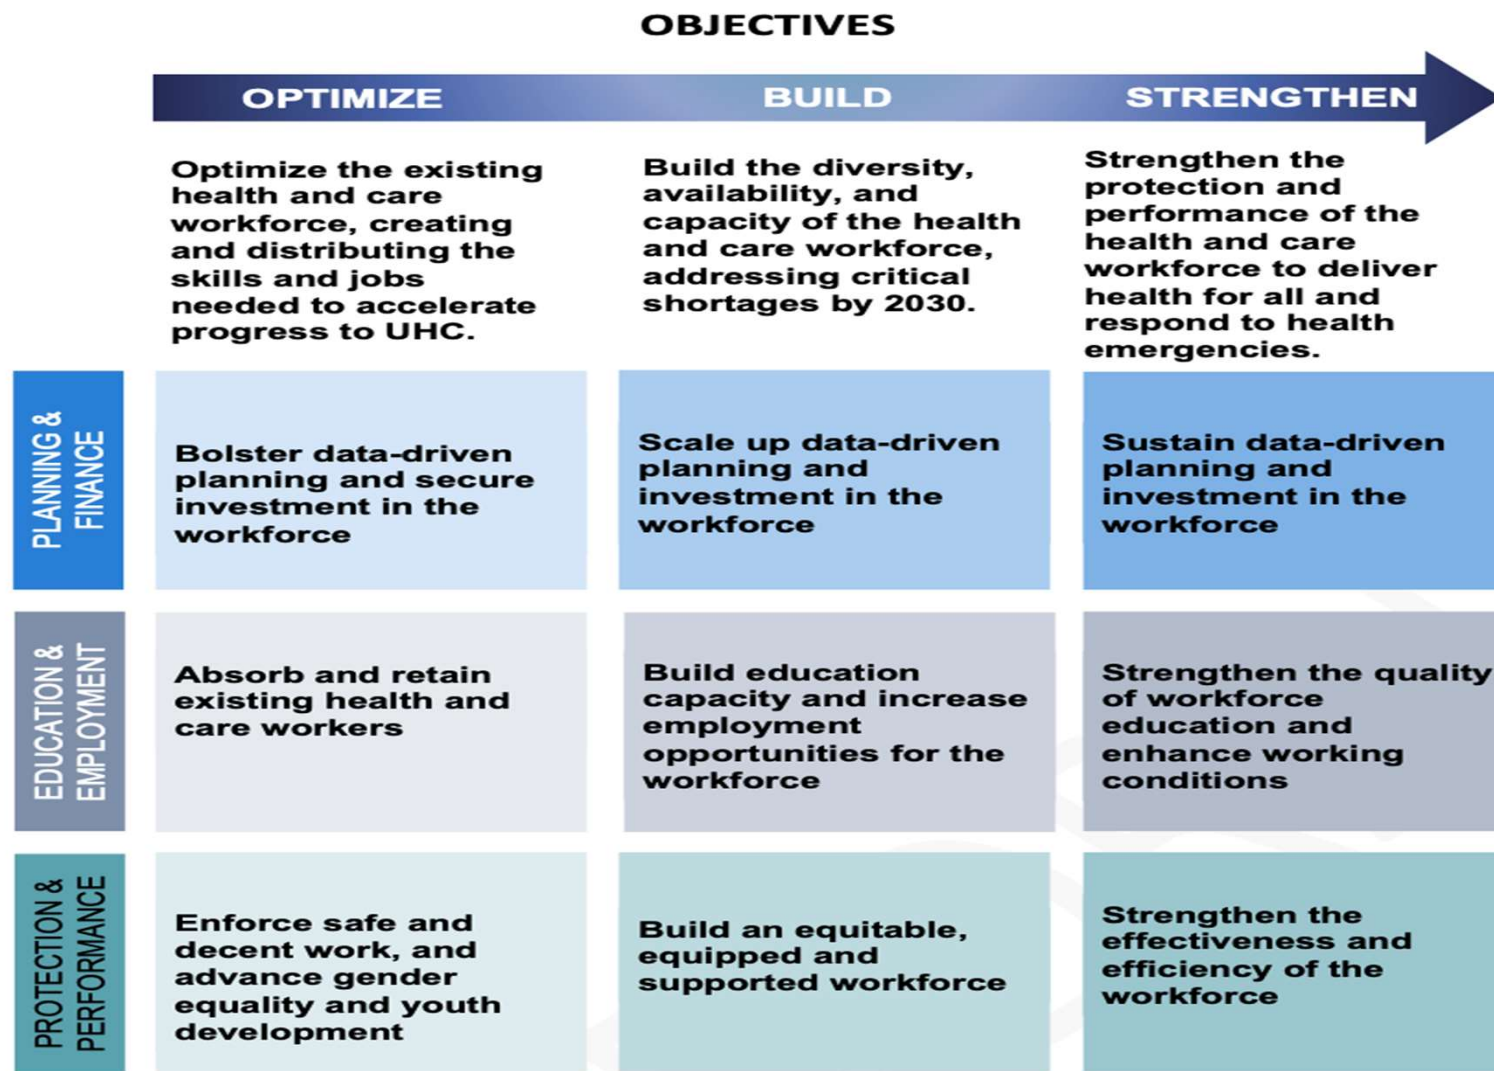 OBJECTIVES
OPTIMIZE
BUILD
STRENGTHEN
Optimize the existing
health and care
workforce, creating
and distributing the
skills and jobs
needed to accelerate
progress to UHC.
Build the diversity,
availability, and
capacity of the health
and care workforce,
addressing critical
shortages by 2030.
Strengthen the
protection and
performance of the
health and care
workforce to deliver
health for all and
respond to health
emergencies.
PLANNING &
FINANCE
Bolster data-driven
planning and secure
investment in the
workforce
Scale up data-driven
planning and
investment in the
workforce
Sustain data-driven
planning and
investment in the
workforce
EDUCATION &
EMPLOYMENT
Absorb and retain
existing health and
care workers
Build education
capacity and increase
employment
opportunities for the
workforce
Strengthen the quality
of workforce
education and
enhance working
conditions
PROTECTION &
PERFORMANCE
Enforce safe and
decent work, and
advance gender
equality and youth
development
Build an equitable,
equipped and
supported workforce
Strengthen the
effectiveness and
efficiency of the
workforce